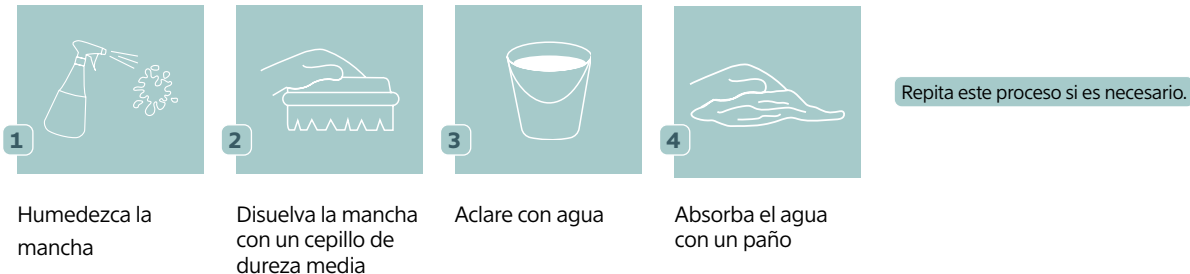 1
Humedezca la
mancha
2
Disuelva la mancha
con un cepillo de
dureza media
3
Aclare con agua
4
Absorba el agua
con un paño
Repita este proceso si es necesario.